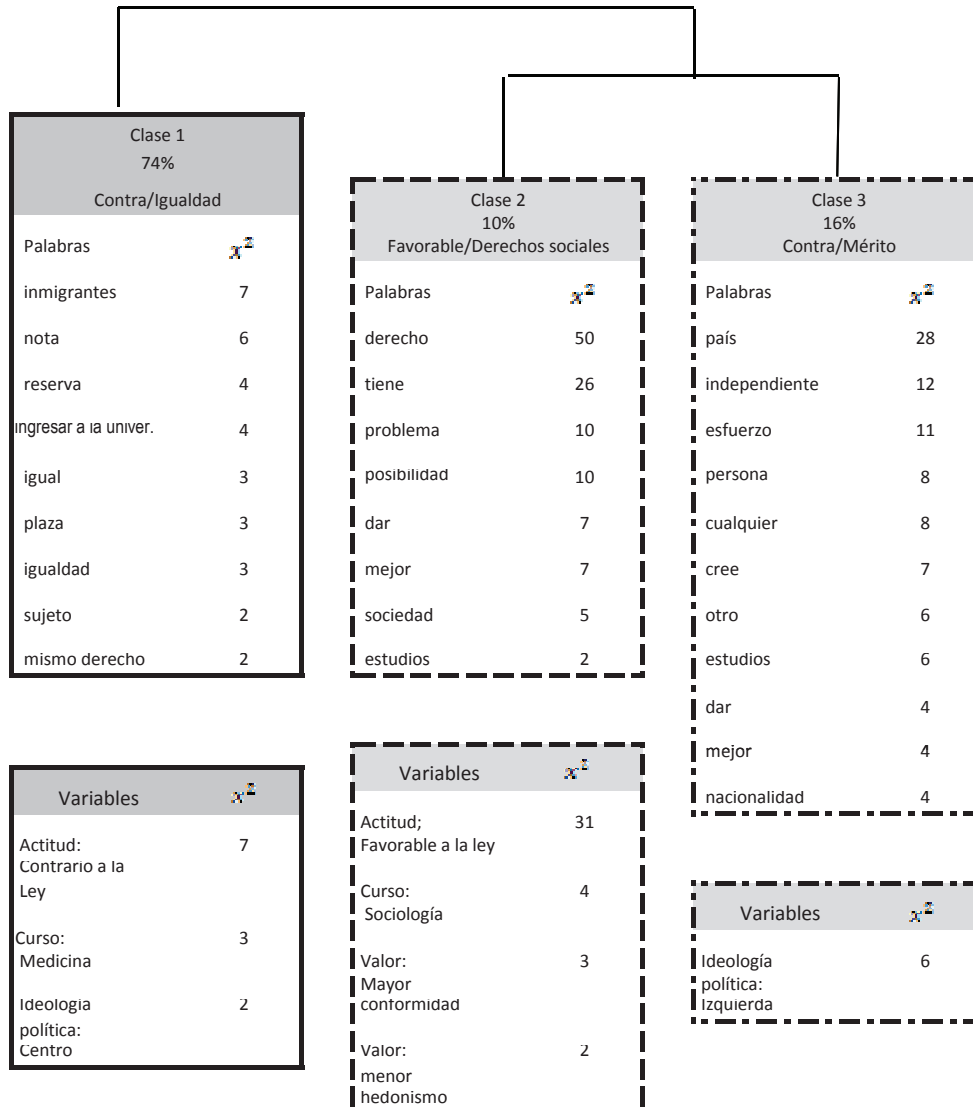 Clase 1
74%
Contra/Igualdad
Palabras x²
inmigrantes 7
nota 6
reserva 4
ingresar a la univer. 4
igual 3
plaza 3
igualdad 3
sujeto 2
mismo derecho 2
Variables x²
Actitud: 7
Contrario a la
Ley
Curso: 3
Medicina
Ideología 2
política:
Centro
Clase 2
10%
Favorable/Derechos sociales
Palabras x²
derecho 50
tiene 26
problema 10
posibilidad 10
dar 7
mejor 7
sociedad 5
estudios 2
Variables x²
Actitud; 31
Favorable a la ley
Curso: 4
Sociología
Valor: 3
Mayor
conformidad
Valor: 2
menor
hedonismo
Clase 3
16%
Contra/Mérito
Palabras x²
país 28
independiente 12
esfuerzo 11
persona 8
cualquier 8
cree 7
otro 6
estudios 6
dar 4
mejor 4
nacionalidad 4
Variables x²
Ideología 6
política:
Izquierda